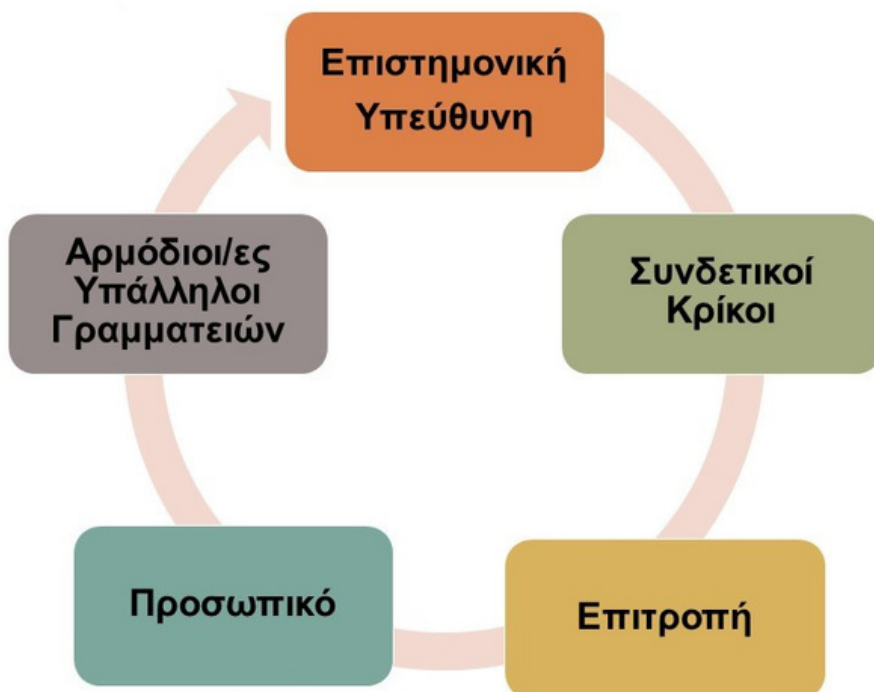 Επιστημονική
Υπεύθυνη
Συνδετικοί
Κρίκοι
Επιτροπή
Προσωπικό
Αρμόδιοι/ες
Υπάλληλοι
Γραμματειών